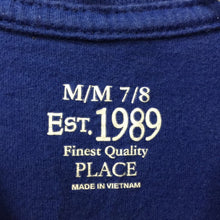 M/M 7/8
EST. 1989
Finest Quality
PLACE
MADE IN VIETNAM